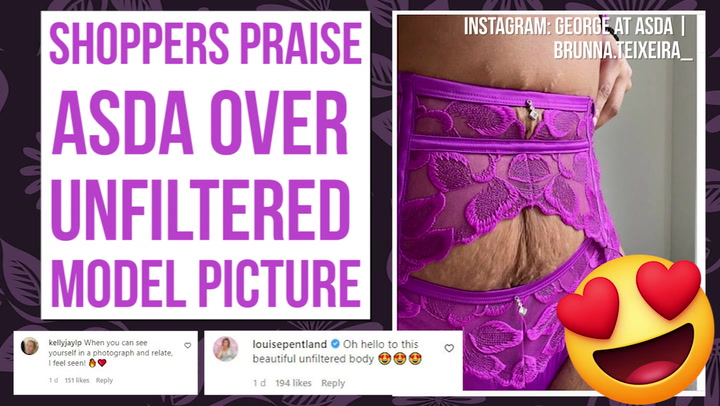 SHOPPERS PRAISE
ASDA OVER
UNFILTERED
MODEL PICTURE
INSTAGRAM: GEORGE AT ASDA |
BRUNNA.TEIXEIRA_
kellyjaylp When you can see
yourself in a photograph and relate,
I feel seen! 🔥❤️
1 d 151 likes Reply
louisepentland Oh hello to this
beautiful unfiltered body 😍😍😍
1 d 194 likes Reply